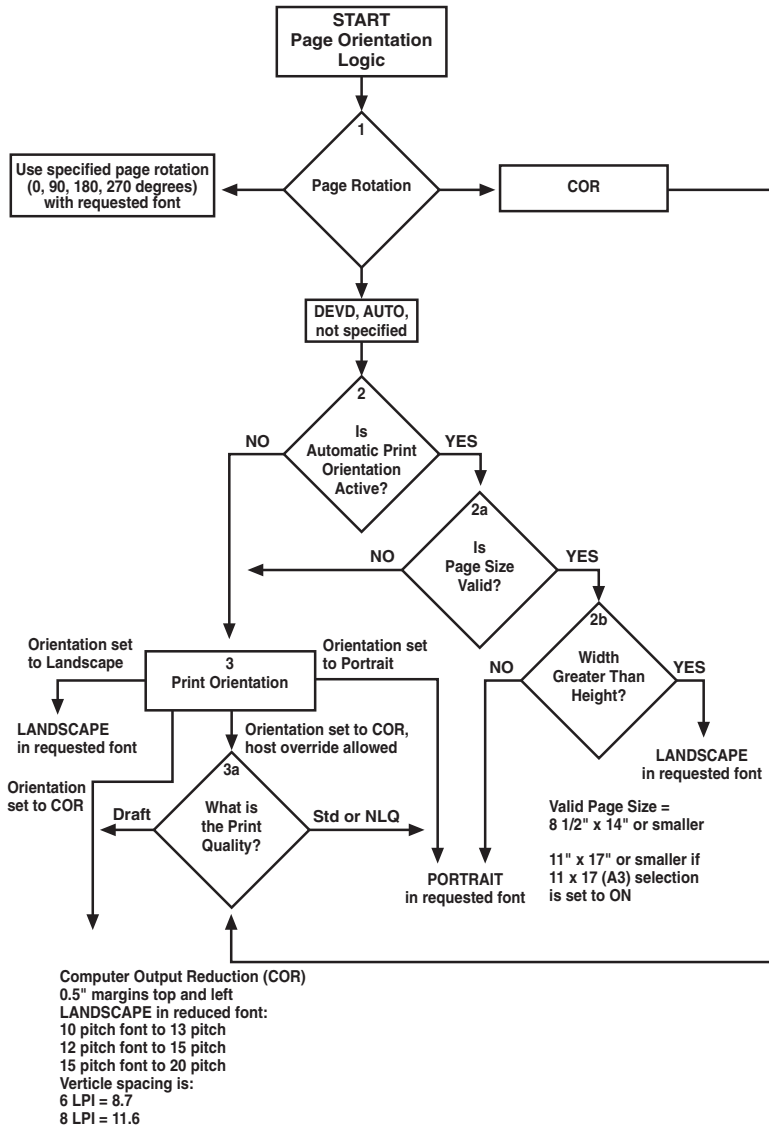 START
Page Orientation
Logic
1
Page Rotation
Use specified page rotation
(0, 90, 180, 270 degrees)
with requested font
COR
DEVD, AUTO,
not specified
2
Is
Automatic Print
Orientation
Active?
NO
YES
2a
Is
Page Size
Valid?
NO
YES
2b
Width
Greater Than
Height?
NO
YES
Orientation set
to Landscape
3
Print Orientation
Orientation set
to Portrait
LANDSCAPE
in requested font
Orientation set to COR,
host override allowed
LANDSCAPE
in requested font
Orientation
set to COR
3a
What is
the Print
Quality?
Draft
Std or NLQ
Valid Page Size =
8 1/2" x 14" or smaller
11" x 17" or smaller if
11 x 17 (A3) selection
is set to ON
PORTRAIT
in requested font
Computer Output Reduction (COR)
0.5" margins top and left
LANDSCAPE in reduced font:
10 pitch font to 13 pitch
12 pitch font to 15 pitch
15 pitch font to 20 pitch
Verticle spacing is:
6 LPI = 8.7
8 LPI = 11.6